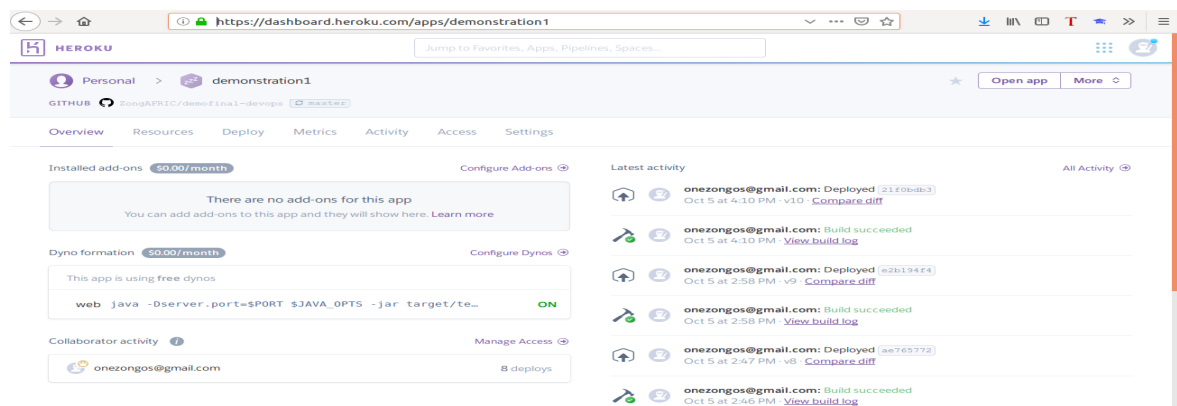 https://dashboard.heroku.com/apps/demonstration1
HEROKU
Jump to Favorites, Apps, Pipelines, Spaces...
Personal > demonstration1
Open app
More
GITHUB ZongAFRIC/demofinal-devops master
Overview Resources Deploy Metrics Activity Access Settings
Installed add-ons $0.00/month
Configure Add-ons
There are no add-ons for this app
You can add add-ons to this app and they will show here. Learn more
Dyno formation $0.00/month
Configure Dynos
This app is using free dynos
web java -Dserver.port=$PORT $JAVA_OPTS -jar target/te…
ON
Collaborator activity
Manage Access
onezongos@gmail.com
8 deploys
Latest activity
All Activity
onezongos@gmail.com: Deployed 21f0bdb3
Oct 5 at 4:10 PM · v10 · Compare diff
onezongos@gmail.com: Build succeeded
Oct 5 at 4:10 PM · View build log
onezongos@gmail.com: Deployed e2b194f4
Oct 5 at 2:58 PM · v9 · Compare diff
onezongos@gmail.com: Build succeeded
Oct 5 at 2:58 PM · View build log
onezongos@gmail.com: Deployed ae765772
Oct 5 at 2:47 PM · v8 · Compare diff
onezongos@gmail.com: Build succeeded
Oct 5 at 2:46 PM · View build log